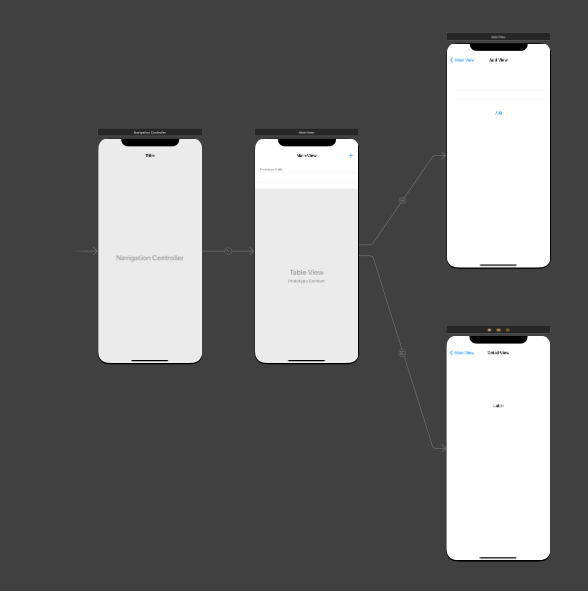 Add View
Main View
Add View
Add
Navigation Controller
Title
Navigation Controller
Main View
Main View
+
Prototype Cells
Table View
Prototype Content
Main View
Detail View
Label